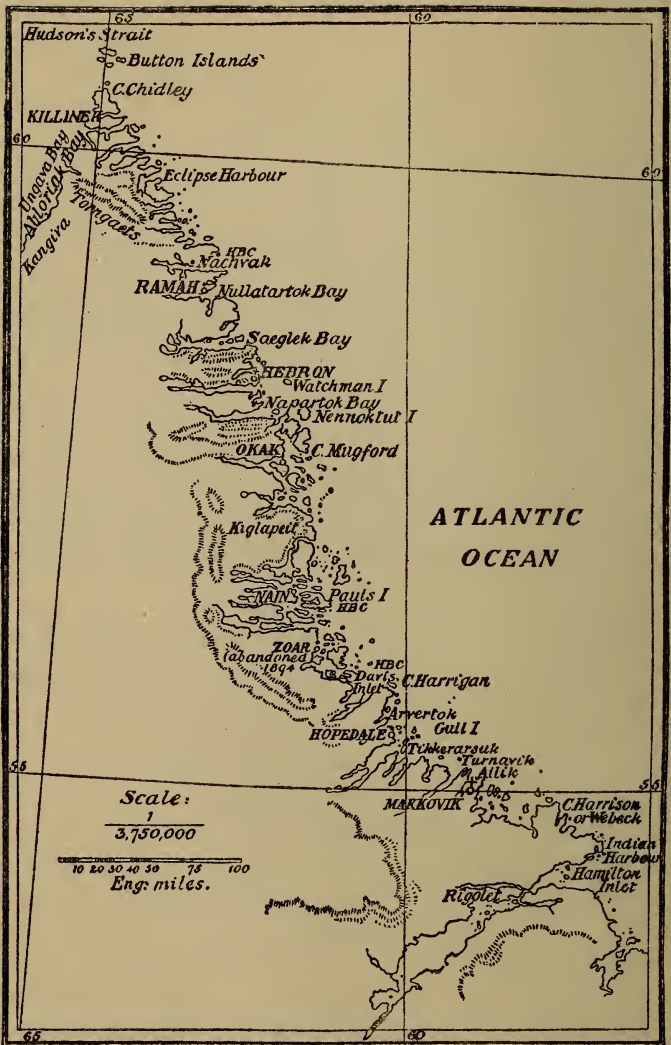 65
60
Hudson's Strait
Button Islands
C. Chidley
KILLINEK
60
60
Ungava Bay
Abloriak Bay
Kangiva
Torngaets
Eclipse Harbour
HBC
Nachvak
RAMAH
Nullatartok Bay
Saeglek Bay
HEBRON
Watchman I
Napartok Bay
Nennoktut I
OKAK
C. Mugford
ATLANTIC
OCEAN
Kiglapeit
NAIN
Pauls I
HBC
ZOAR
(abandoned
1894
HBC
Davis
Inlet
C. Harrigan
Arvertok
HOPEDALE
Gull I
Tikkerarsuk
Turnavik
Ailik
55
55
MAKKOVIK
C. Harrison
or Webeck
Scale:
1
3,750,000
10 20 30 40 50 75 100
Eng: miles.
Indian
Harbour
Hamilton
Inlet
Rigolet
65
60